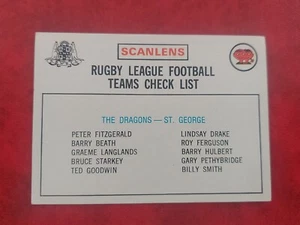 SCANLENS
RUGBY LEAGUE FOOTBALL
TEAMS CHECK LIST
THE DRAGONS — ST. GEORGE
PETER FITZGERALD LINDSAY DRAKE
BARRY BEATH ROY FERGUSON
GRAEME LANGLANDS BARRY HULBERT
BRUCE STARKEY GARY PETHYBRIDGE
TED GOODWIN BILLY SMITH